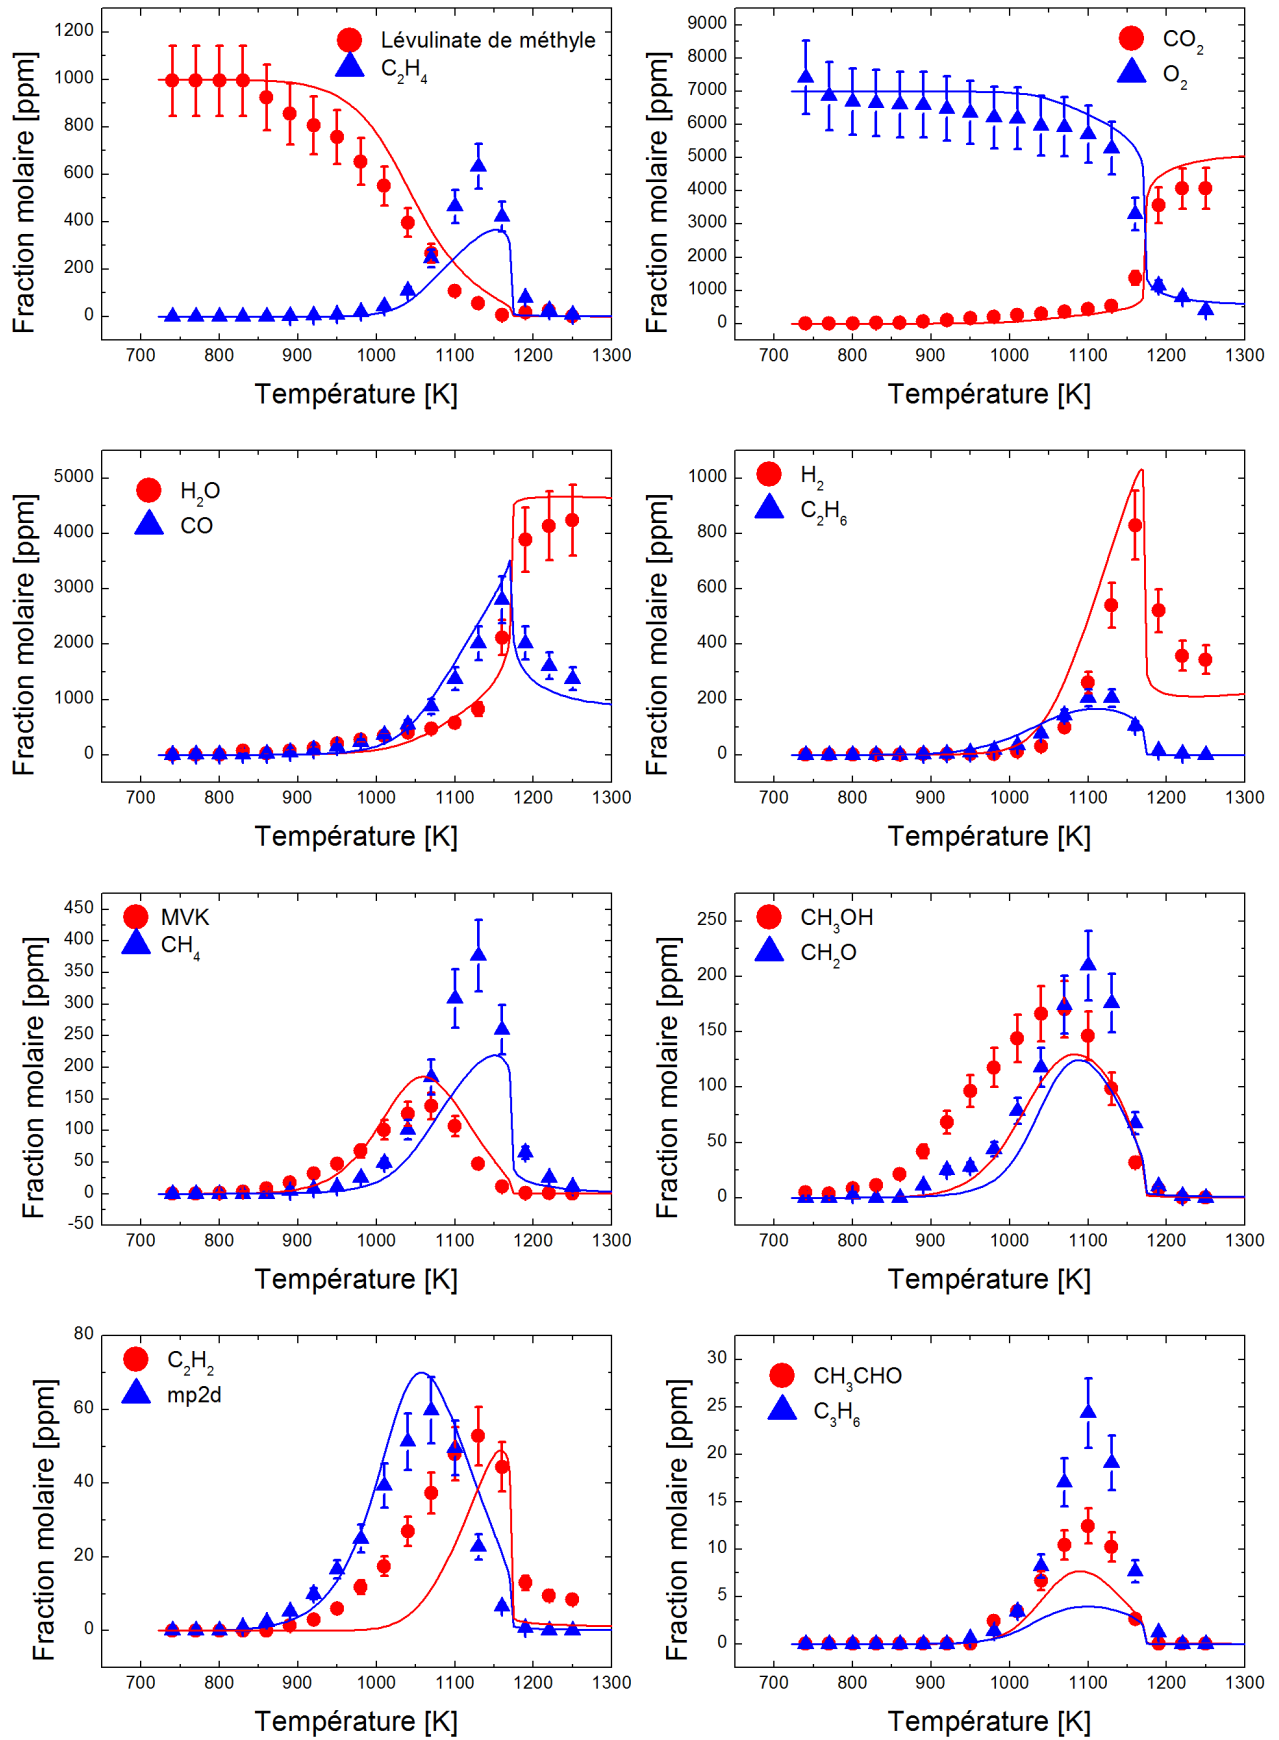 Lévulinate de méthyle
C₂H₄
Fraction molaire [ppm]
1200
1000
800
600
400
200
0
700 800 900 1000 1100 1200 1300
Température [K]
CO₂
O₂
Fraction molaire [ppm]
9000
8000
7000
6000
5000
4000
3000
2000
1000
0
700 800 900 1000 1100 1200 1300
Température [K]
H₂O
CO
Fraction molaire [ppm]
5000
4000
3000
2000
1000
0
700 800 900 1000 1100 1200 1300
Température [K]
H₂
C₂H₆
Fraction molaire [ppm]
1000
800
600
400
200
0
700 800 900 1000 1100 1200 1300
Température [K]
MVK
CH₄
Fraction molaire [ppm]
450
400
350
300
250
200
150
100
50
0
-50
700 800 900 1000 1100 1200 1300
Température [K]
CH₃OH
CH₂O
Fraction molaire [ppm]
250
200
150
100
50
0
700 800 900 1000 1100 1200 1300
Température [K]
C₂H₂
mp2d
Fraction molaire [ppm]
80
60
40
20
0
700 800 900 1000 1100 1200 1300
Température [K]
CH₃CHO
C₃H₆
Fraction molaire [ppm]
30
25
20
15
10
5
0
700 800 900 1000 1100 1200 1300
Température [K]